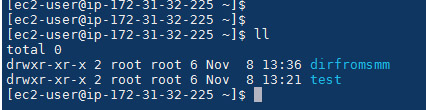 [ec2-user@ip-172-31-32-225 ~]$
[ec2-user@ip-172-31-32-225 ~]$
[ec2-user@ip-172-31-32-225 ~]$ ll
total 0
drwxr-xr-x 2 root root 6 Nov  8 13:36 dirfromsmm
drwxr-xr-x 2 root root 6 Nov  8 13:21 test
[ec2-user@ip-172-31-32-225 ~]$